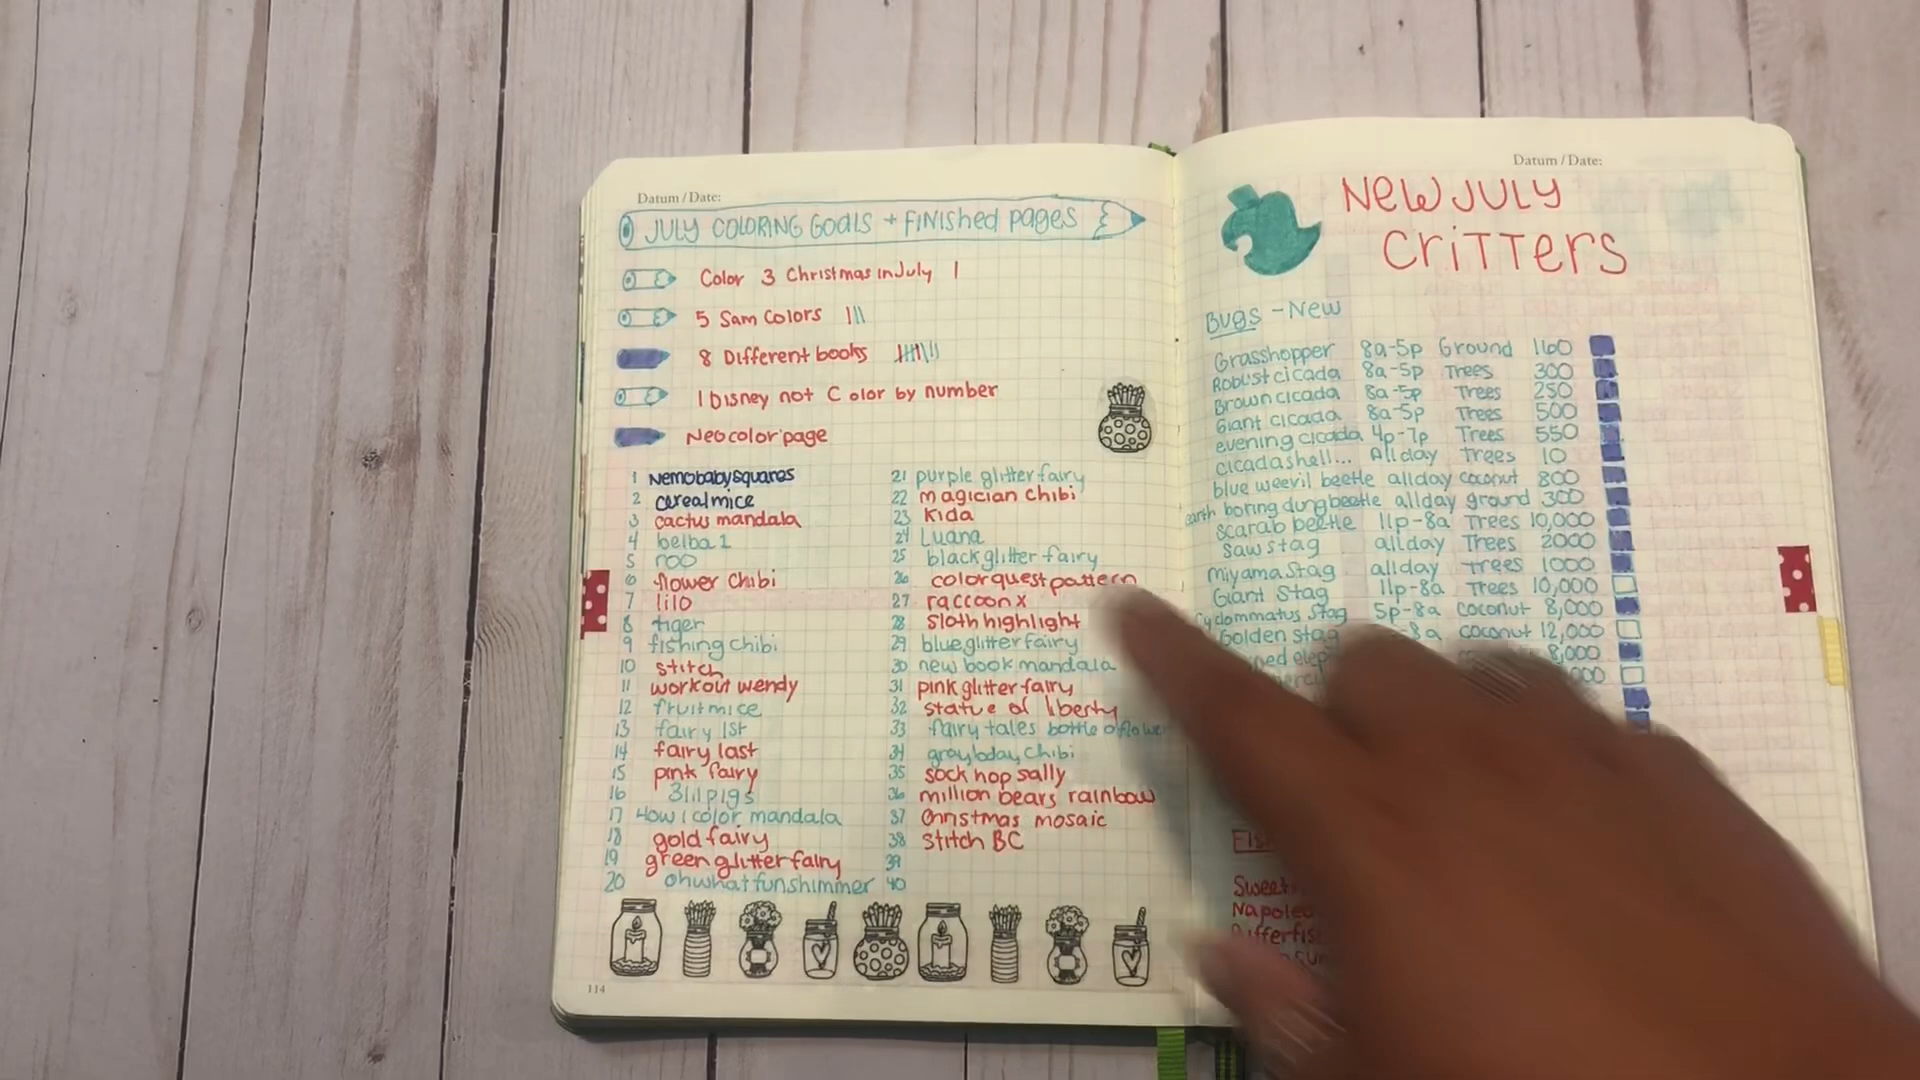 Datum / Date:
JULY COLORING GOALS + FINISHED PAGES
Color 3 Christmas in July
5 Sam Colors
8 Different books
1 Disney not Color by number
Neocolor page
1 Nemobabysquares
2 cereal mice
3 cactus mandala
4 belba 1
5 roo
6 flower chibi
7 lilo
8 tiger
9 fishing chibi
10 stitch
11 workout wendy
12 fruit mice
13 fairy 1st
14 fairy last
15 pink fairy
16 3 lil pigs
17 how i color mandala
18 gold fairy
19 green glitter fairy
20 ohwhatfunshimmer
21 purple glitter fairy
22 magician chibi
23 Kida
24 Luana
25 black glitter fairy
26 colorquest pattern
27 raccoon x
28 sloth highlight
29 blue glitter fairy
30 new book mandala
31 pink glitter fairy
32 statue of liberty
33 fairy tales bottle o flower
34 chibi
35 sock hop sally
36 million bears rainbow
37 Christmas mosaic
38 stitch BC
39
40
114
Datum / Date:
NEW JULY
CRITTERS
Bugs - New
Grasshopper 8a-5p Ground 160
Robust cicada 8a-5p Trees 300
Brown cicada 8a-5p Trees 250
Giant cicada 8a-5p Trees 500
evening cicada 4p-7p Trees 550
cicada shell... All day Trees 10
blue weevil beetle allday coconut 800
earth boring dung beetle allday ground 300
Scarab beetle 11p-8a Trees 10,000
Saw stag allday Trees 2000
Miyama Stag allday Trees 1000
Giant Stag 11p-8a Trees 10,000
Cyclommatus Stag 5p-8a coconut 8,000
Golden stag -8a coconut 12,000
8,000